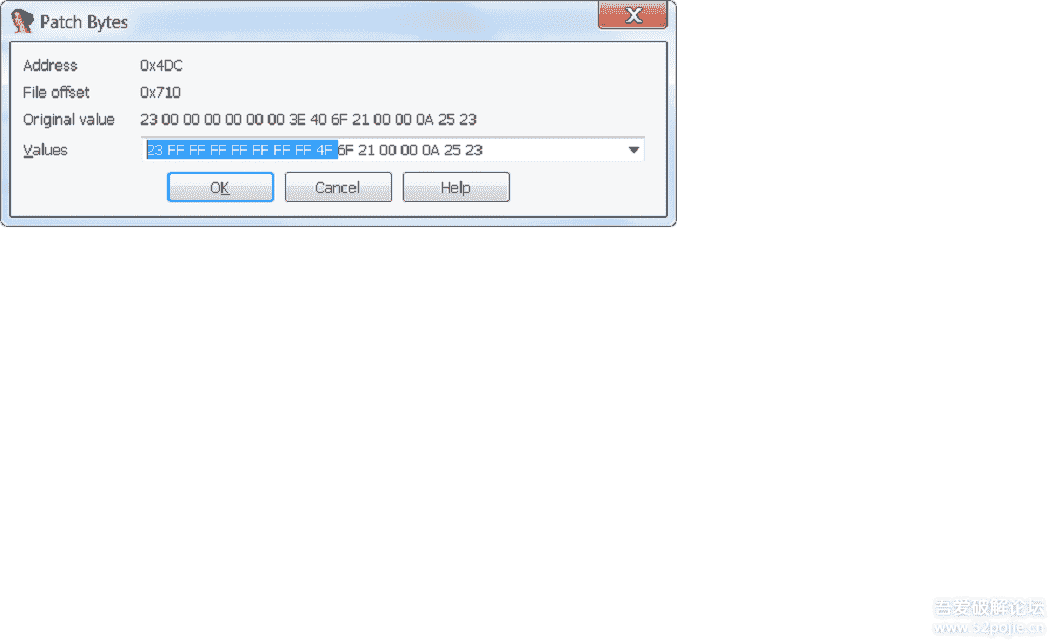 Patch Bytes
Address 0x4DC
File offset 0x710
Original value 23 00 00 00 00 00 00 3E 40 6F 21 00 00 0A 25 23
Values 23 FF FF FF FF FF FF FF 4F 6F 21 00 00 0A 25 23
OK Cancel Help
吾爱破解论坛
www.52pojie.cn